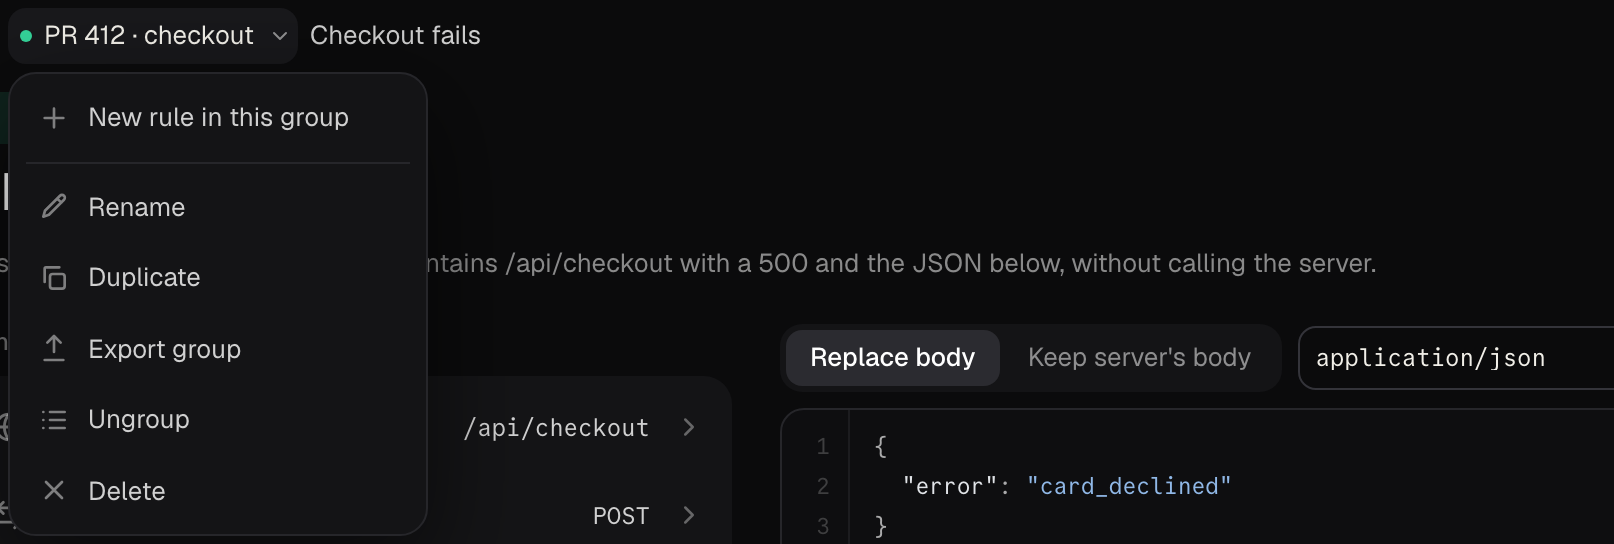 PR 412 · checkout
Checkout fails
New rule in this group
Rename
Duplicate
ntains /api/checkout with a 500 and the JSON below, without calling the server.
Export group
Replace body
Keep server's body
application/json
Ungroup
/api/checkout
Delete
POST
1 {
2 "error": "card_declined"
3 }